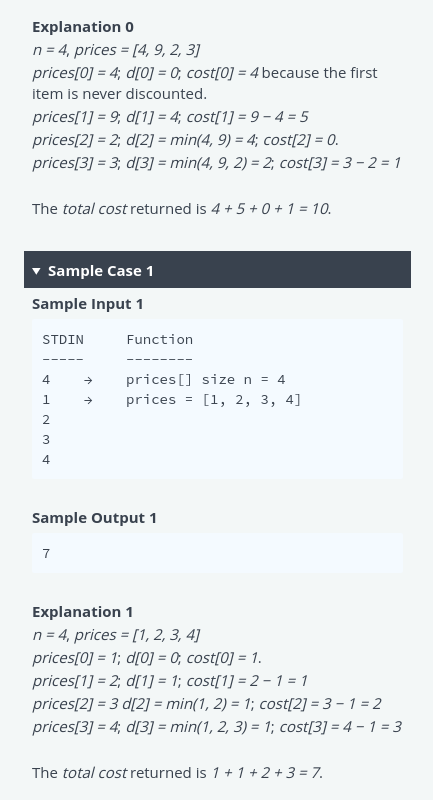 Explanation 0
n = 4, prices = [4, 9, 2, 3]
prices[0] = 4; d[0] = 0; cost[0] = 4 because the first
item is never discounted.
prices[1] = 9; d[1] = 4; cost[1] = 9 − 4 = 5
prices[2] = 2; d[2] = min(4, 9) = 4; cost[2] = 0.
prices[3] = 3; d[3] = min(4, 9, 2) = 2; cost[3] = 3 − 2 = 1
The total cost returned is 4 + 5 + 0 + 1 = 10.
▼ Sample Case 1
Sample Input 1
STDIN     Function
-----     --------
4    →    prices[] size n = 4
1    →    prices = [1, 2, 3, 4]
2
3
4
Sample Output 1
7
Explanation 1
n = 4, prices = [1, 2, 3, 4]
prices[0] = 1; d[0] = 0; cost[0] = 1.
prices[1] = 2; d[1] = 1; cost[1] = 2 − 1 = 1
prices[2] = 3 d[2] = min(1, 2) = 1; cost[2] = 3 − 1 = 2
prices[3] = 4; d[3] = min(1, 2, 3) = 1; cost[3] = 4 − 1 = 3
The total cost returned is 1 + 1 + 2 + 3 = 7.